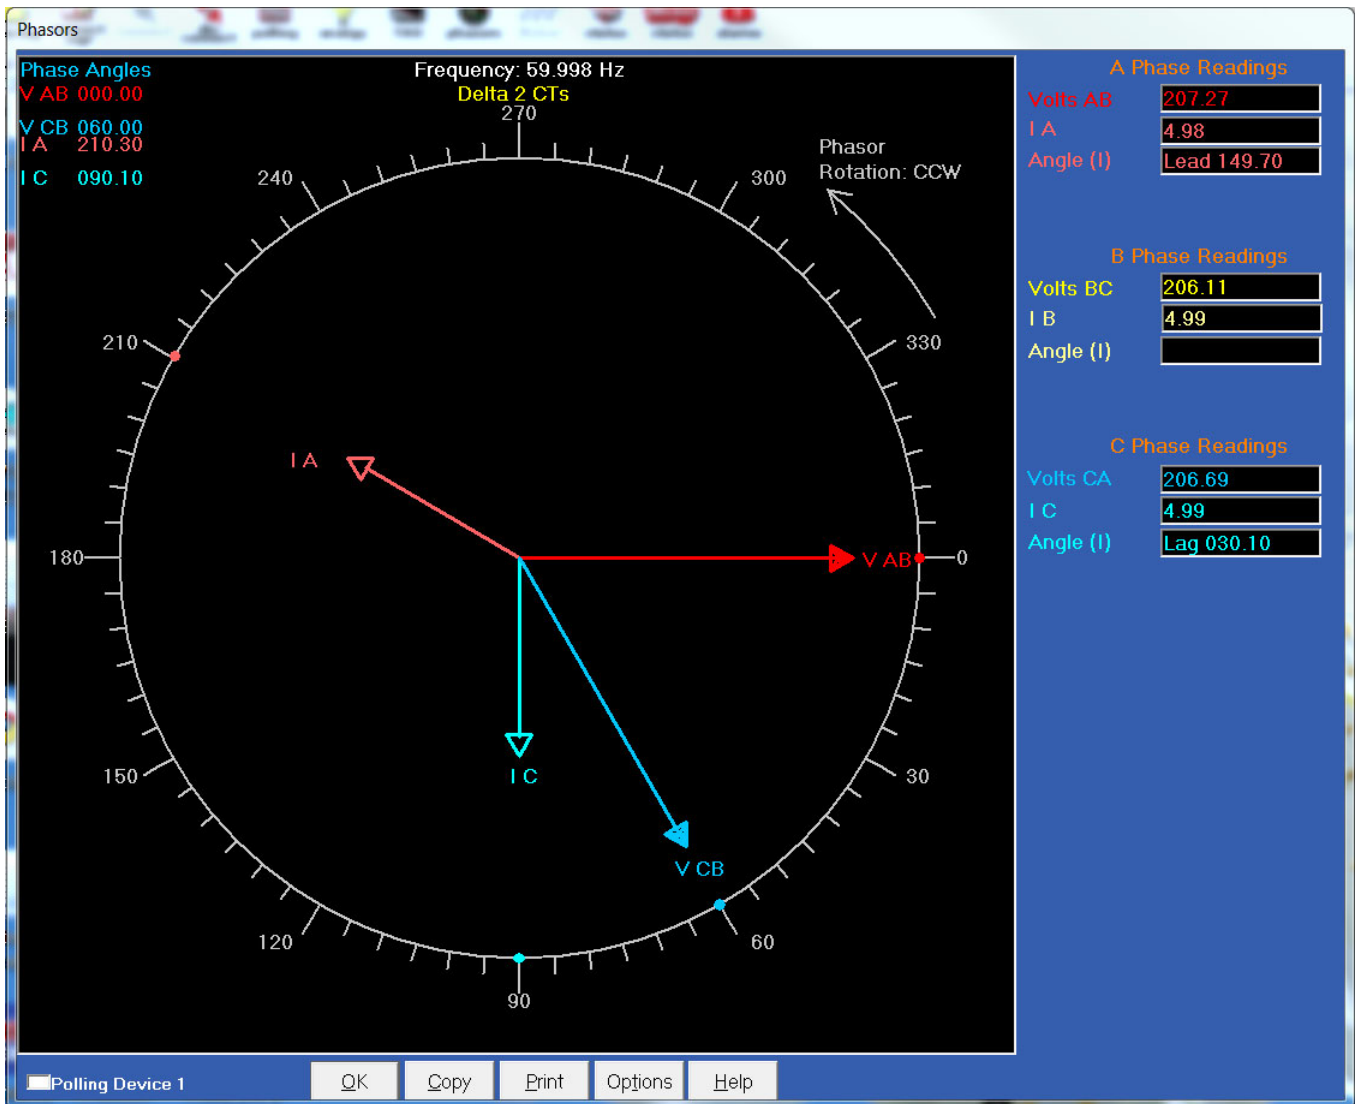 Phasors
Phase Angles
V AB 000.00
V CB 060.00
I A 210.30
I C 090.10
Frequency: 59.998 Hz
Delta 2 CTs
270
Phasor
Rotation: CCW
240
300
210
330
I A
180
V AB
0
I C
150
30
V CB
120
60
90
A Phase Readings
Volts AB 207.27
I A 4.98
Angle (I) Lead 149.70
B Phase Readings
Volts BC 206.11
I B 4.99
Angle (I)
C Phase Readings
Volts CA 206.69
I C 4.99
Angle (I) Lag 030.10
Polling Device 1
OK Copy Print Options Help